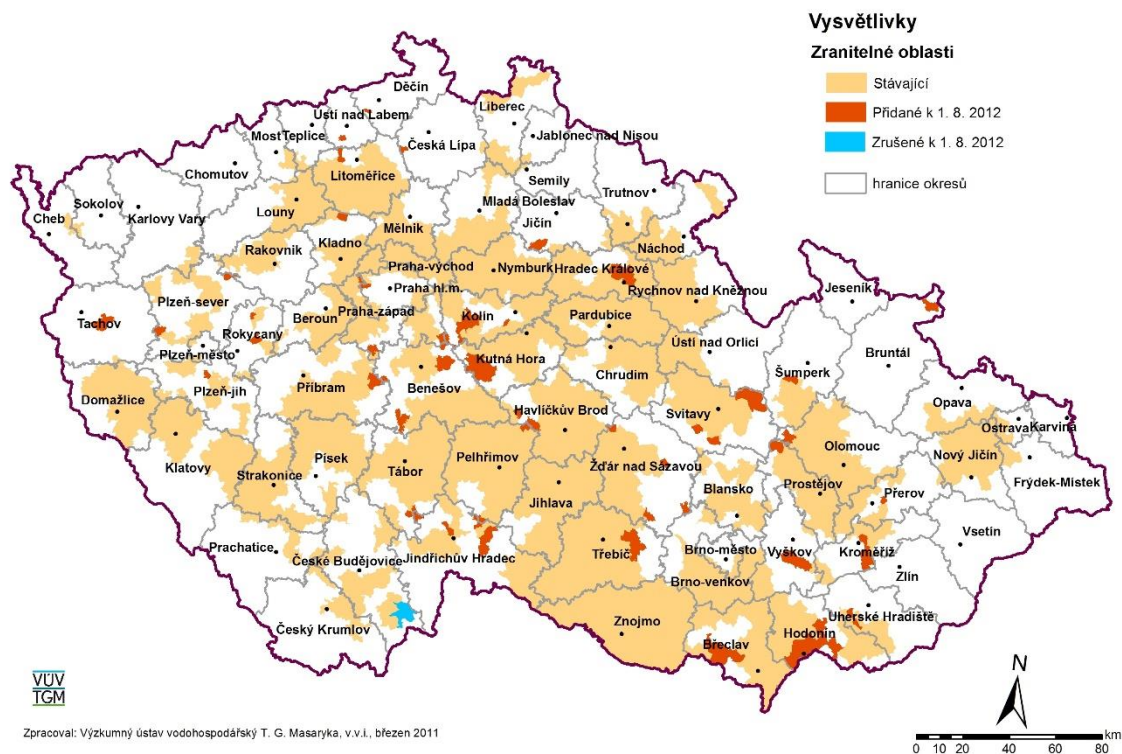 Vysvětlivky
Zranitelné oblasti
Stávající
Přidané k 1. 8. 2012
Zrušené k 1. 8. 2012
hranice okresů
Děčín
Liberec
Ústí nad Labem
Most
Teplice
Jablonec nad Nisou
Česká Lípa
Chomutov
Litoměřice
Semily
Trutnov
Sokolov
Karlovy Vary
Cheb
Louny
Mladá Boleslav
Jičín
Mělník
Náchod
Rakovník
Kladno
Praha-východ
Nymburk
Hradec Králové
Praha hl.m.
Rychnov nad Kněžnou
Jeseník
Plzeň-sever
Tachov
Beroun
Praha-západ
Kolín
Pardubice
Rokycany
Plzeň-město
Ústí nad Orlicí
Bruntál
Kutná Hora
Chrudim
Šumperk
Plzeň-jih
Příbram
Benešov
Domažlice
Opava
Havlíčkův Brod
Svitavy
Ostrava
Karviná
Olomouc
Klatovy
Písek
Strakonice
Tábor
Pelhřimov
Žďár nad Sázavou
Nový Jičín
Frýdek-Místek
Jihlava
Blansko
Prostějov
Přerov
Vsetín
Prachatice
České Budějovice
Jindřichův Hradec
Třebíč
Brno-město
Vyškov
Kroměříž
Zlín
Brno-venkov
Český Krumlov
Znojmo
Uherské Hradiště
Břeclav
Hodonín
N
km
0 10 20 40 60 80
VÚV
TGM
Zpracoval: Výzkumný ústav vodohospodářský T. G. Masaryka, v.v.i., březen 2011